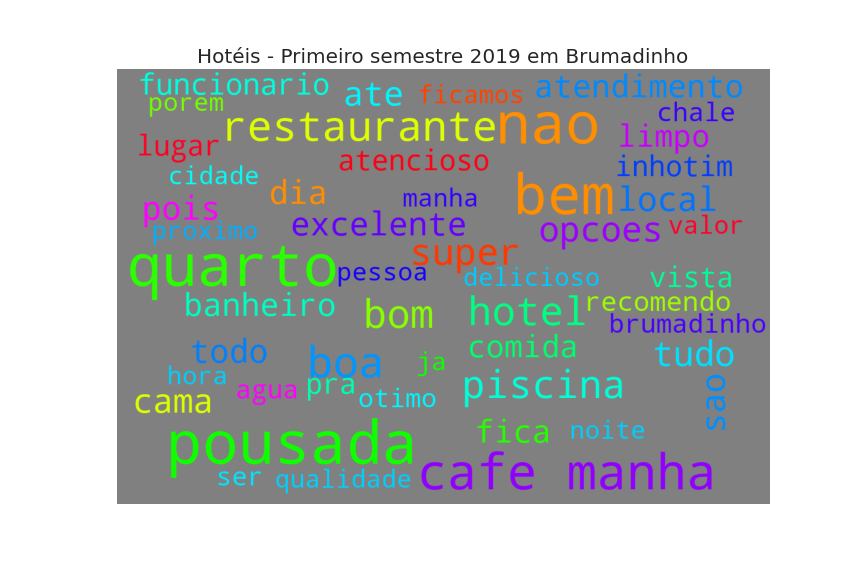 Hotéis - Primeiro semestre 2019 em Brumadinho
funcionario
ate
ficamos
atendimento
porem
restaurante
nao
chale
lugar
atencioso
limpo
cidade
dia
manha
bem
inhotim
local
pois
proximo
excelente
opcoes
valor
quarto
super
pessoa
delicioso
vista
banheiro
bom
hotel
recomendo
brumadinho
todo
boa
ja
comida
tudo
hora
agua
pra
otimo
piscina
sao
cama
pousada
fica
noite
ser
qualidade
cafe manha